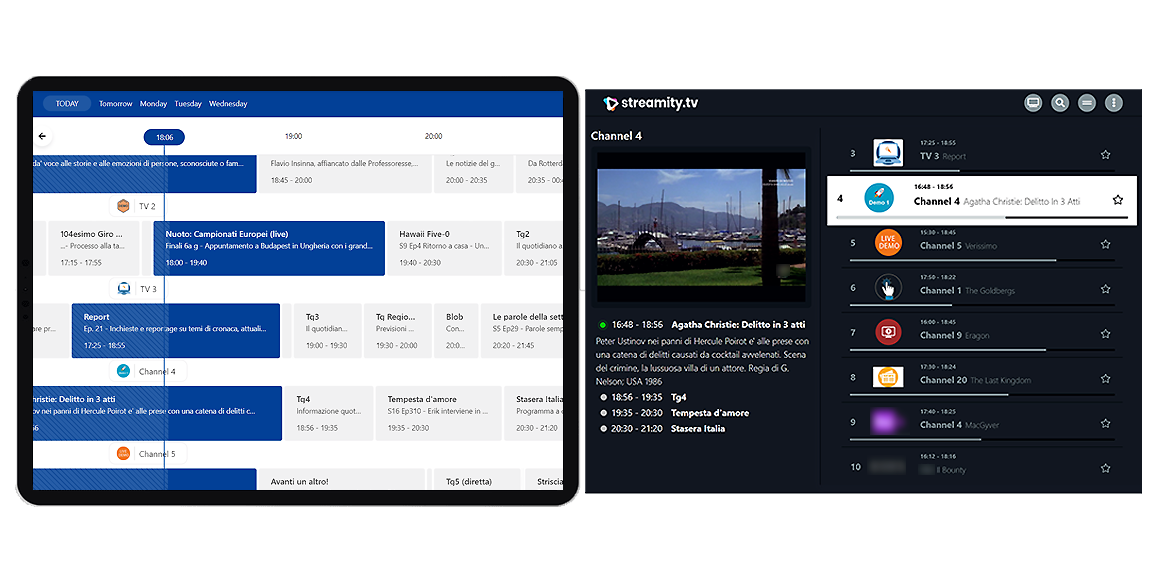 TODAY Tomorrow Monday Tuesday Wednesday
18:06 19:00 20:00
da' voce alle storie e alle emozioni di persone, sconosciute o fam...
Flavio Insinna, affiancato dalle Professoresse,...
18:45 - 20:00
Le notizie del g...
20:00 - 20:35
Da Rotterd
20:35 - 00:
TV 2
104esimo Giro ...
...- Processo alla ta...
17:15 - 17:55
Nuoto: Campionati Europei (live)
Finali 6a g - Appuntamento a Budapest in Ungheria con i grand...
18:00 - 19:40
Hawaii Five-0
S9 Ep4 Ritorno a casa - Un...
19:40 - 20:30
Tg2
Il quotidiano a
20:30 - 21:05
TV 3
are pr...
Report
Ep. 21 - Inchieste e reportage su temi di cronaca, attuali...
17:25 - 18:55
Tg3
Il quotidian...
19:00 - 19:30
Tg Regio...
Previsioni ...
19:30 - 20:00
Blob
Con...
20:0...
Le parole della sett
S5 Ep29 - Parole semp
20:20 - 21:45
Channel 4
hristie: Delitto in 3 atti
nov nei panni di Hercule Poirot e' alle prese con una catena di delitti c...
56
Tg4
Informazione quot...
18:56 - 19:35
Tempesta d'amore
S16 Ep310 - Erik interviene in ...
19:35 - 20:30
Stasera Italia
Programma a c
20:30 - 21:20
Channel 5
Avanti un altro!
Tg5 (diretta)
Striscia
streamity.tv
Channel 4
16:48 - 18:56 Agatha Christie: Delitto in 3 atti
Peter Ustinov nei panni di Hercule Poirot e' alle prese con
una catena di delitti causati da cocktail avvelenati. Scena
del crimine, la lussuosa villa di un attore. Regia di G.
Nelson; USA 1986
18:56 - 19:35 Tg4
19:35 - 20:30 Tempesta d'amore
20:30 - 21:20 Stasera Italia
3
17:25 - 18:55
TV 3 Report
4
Demo 1
16:48 - 18:56
Channel 4 Agatha Christie: Delitto In 3 Atti
5
LIVE
DEMO
15:30 - 18:45
Channel 5 Verissimo
6
17:50 - 18:22
Channel 1 The Goldbergs
7
16:00 - 18:45
Channel 9 Eragon
8
17:30 - 18:24
Channel 20 The Last Kingdom
9
17:40 - 18:25
Channel 4 MacGyver
10
16:12 - 18:16
Il Bounty